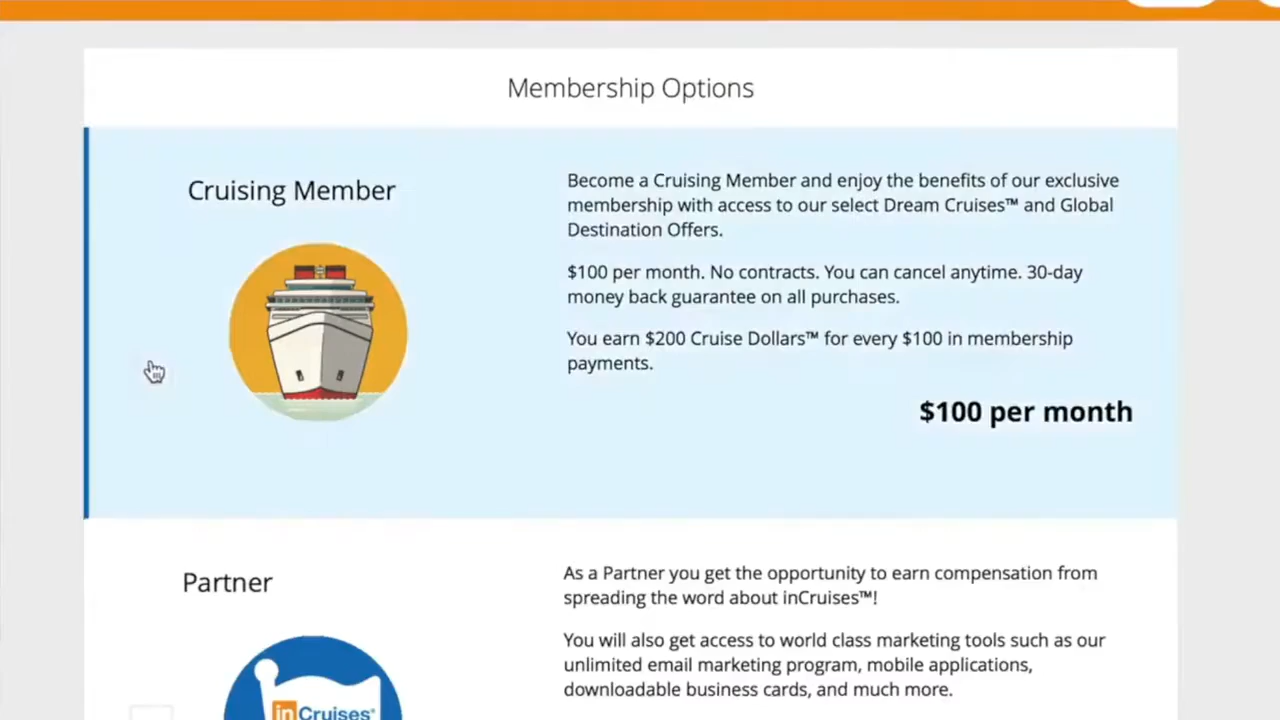 Membership Options
Cruising Member
Become a Cruising Member and enjoy the benefits of our exclusive
membership with access to our select Dream Cruises™ and Global
Destination Offers.
$100 per month. No contracts. You can cancel anytime. 30-day
money back guarantee on all purchases.
You earn $200 Cruise Dollars™ for every $100 in membership
payments.
$100 per month
Partner
As a Partner you get the opportunity to earn compensation from
spreading the word about inCruises™!
You will also get access to world class marketing tools such as our
unlimited email marketing program, mobile applications,
downloadable business cards, and much more.
inCruises®